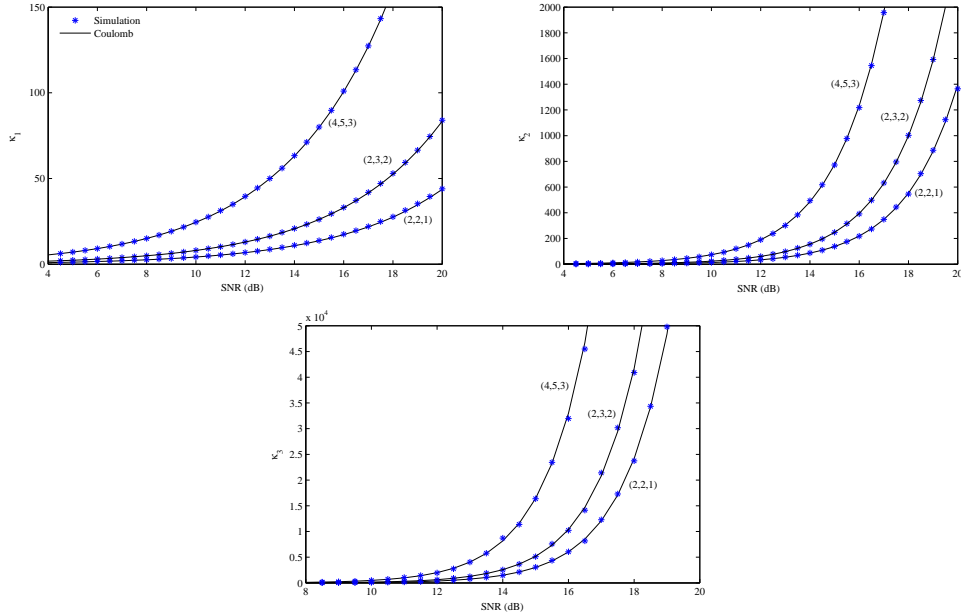 150
100
50
0
κ1
4 6 8 10 12 14 16 18 20
SNR (dB)
Simulation
Coulomb
(4,5,3)
(2,3,2)
(2,2,1)
2000
1800
1600
1400
1200
1000
800
600
400
200
0
κ2
4 6 8 10 12 14 16 18 20
SNR (dB)
(4,5,3)
(2,3,2)
(2,2,1)
x 10^4
5
4.5
4
3.5
3
2.5
2
1.5
1
0.5
0
κ3
8 10 12 14 16 18 20
SNR (dB)
(4,5,3)
(2,3,2)
(2,2,1)